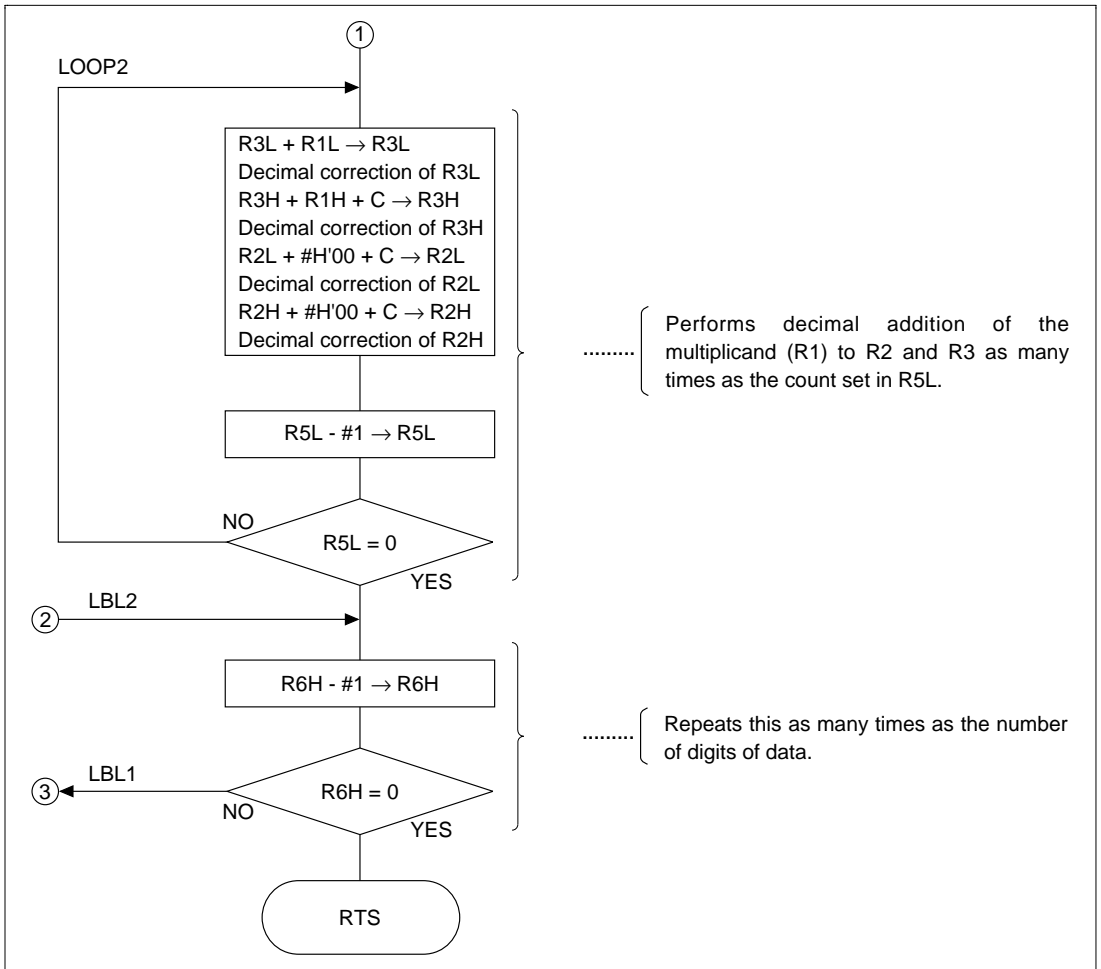 1
LOOP2
R3L + R1L → R3L
Decimal correction of R3L
R3H + R1H + C → R3H
Decimal correction of R3H
R2L + #H'00 + C → R2L
Decimal correction of R2L
R2H + #H'00 + C → R2H
Decimal correction of R2H
......... Performs decimal addition of the
multiplicand (R1) to R2 and R3 as many
times as the count set in R5L.
R5L - #1 → R5L
NO
R5L = 0
YES
2
LBL2
R6H - #1 → R6H
......... Repeats this as many times as the number
of digits of data.
3
LBL1
R6H = 0
NO
YES
RTS